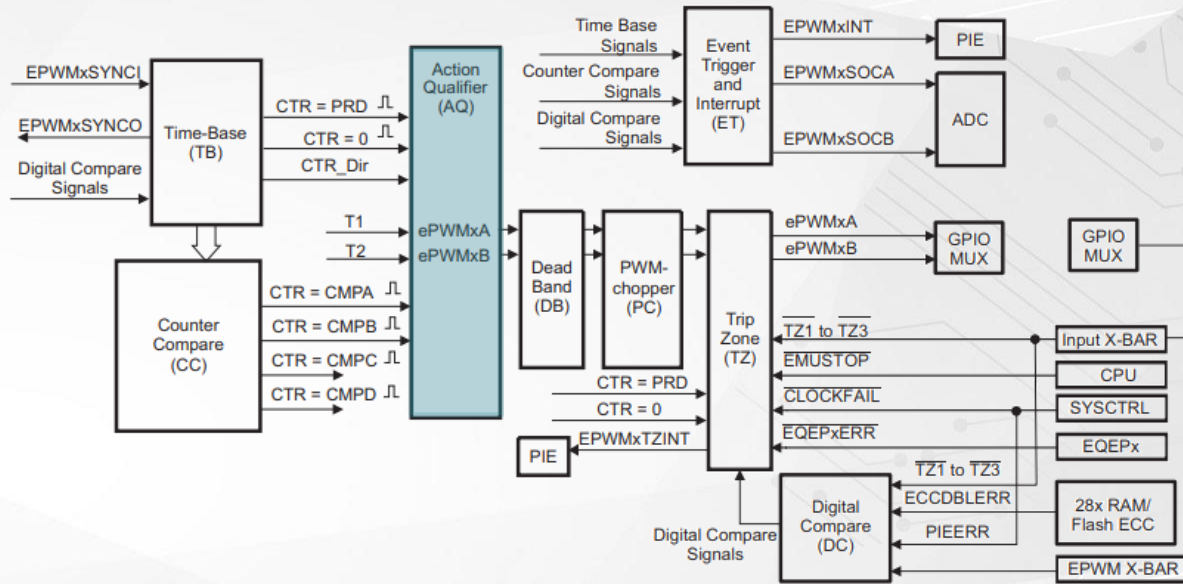 EPWMxSYNCI
EPWMxSYNCO
Digital Compare
Signals
Time-Base
(TB)
CTR = PRD
CTR = 0
CTR_Dir
T1
T2
Counter
Compare
(CC)
CTR = CMPA
CTR = CMPB
CTR = CMPC
CTR = CMPD
Action
Qualifier
(AQ)
ePWMxA
ePWMxB
Dead
Band
(DB)
PWM-
chopper
(PC)
Time Base
Signals
Counter Compare
Signals
Digital Compare
Signals
Event
Trigger
and
Interrupt
(ET)
EPWMxINT
EPWMxSOCA
EPWMxSOCB
PIE
ADC
Trip
Zone
(TZ)
ePWMxA
ePWMxB
GPIO
MUX
GPIO
MUX
TZ1 to TZ3
EMUSTOP
CLOCKFAIL
EQEPxERR
Input X-BAR
CPU
SYSCTRL
EQEPx
CTR = PRD
CTR = 0
EPWMxTZINT
PIE
TZ1 to TZ3
ECCDBLERR
PIEERR
Digital
Compare
(DC)
Digital Compare
Signals
28x RAM/
Flash ECC
EPWM X-BAR